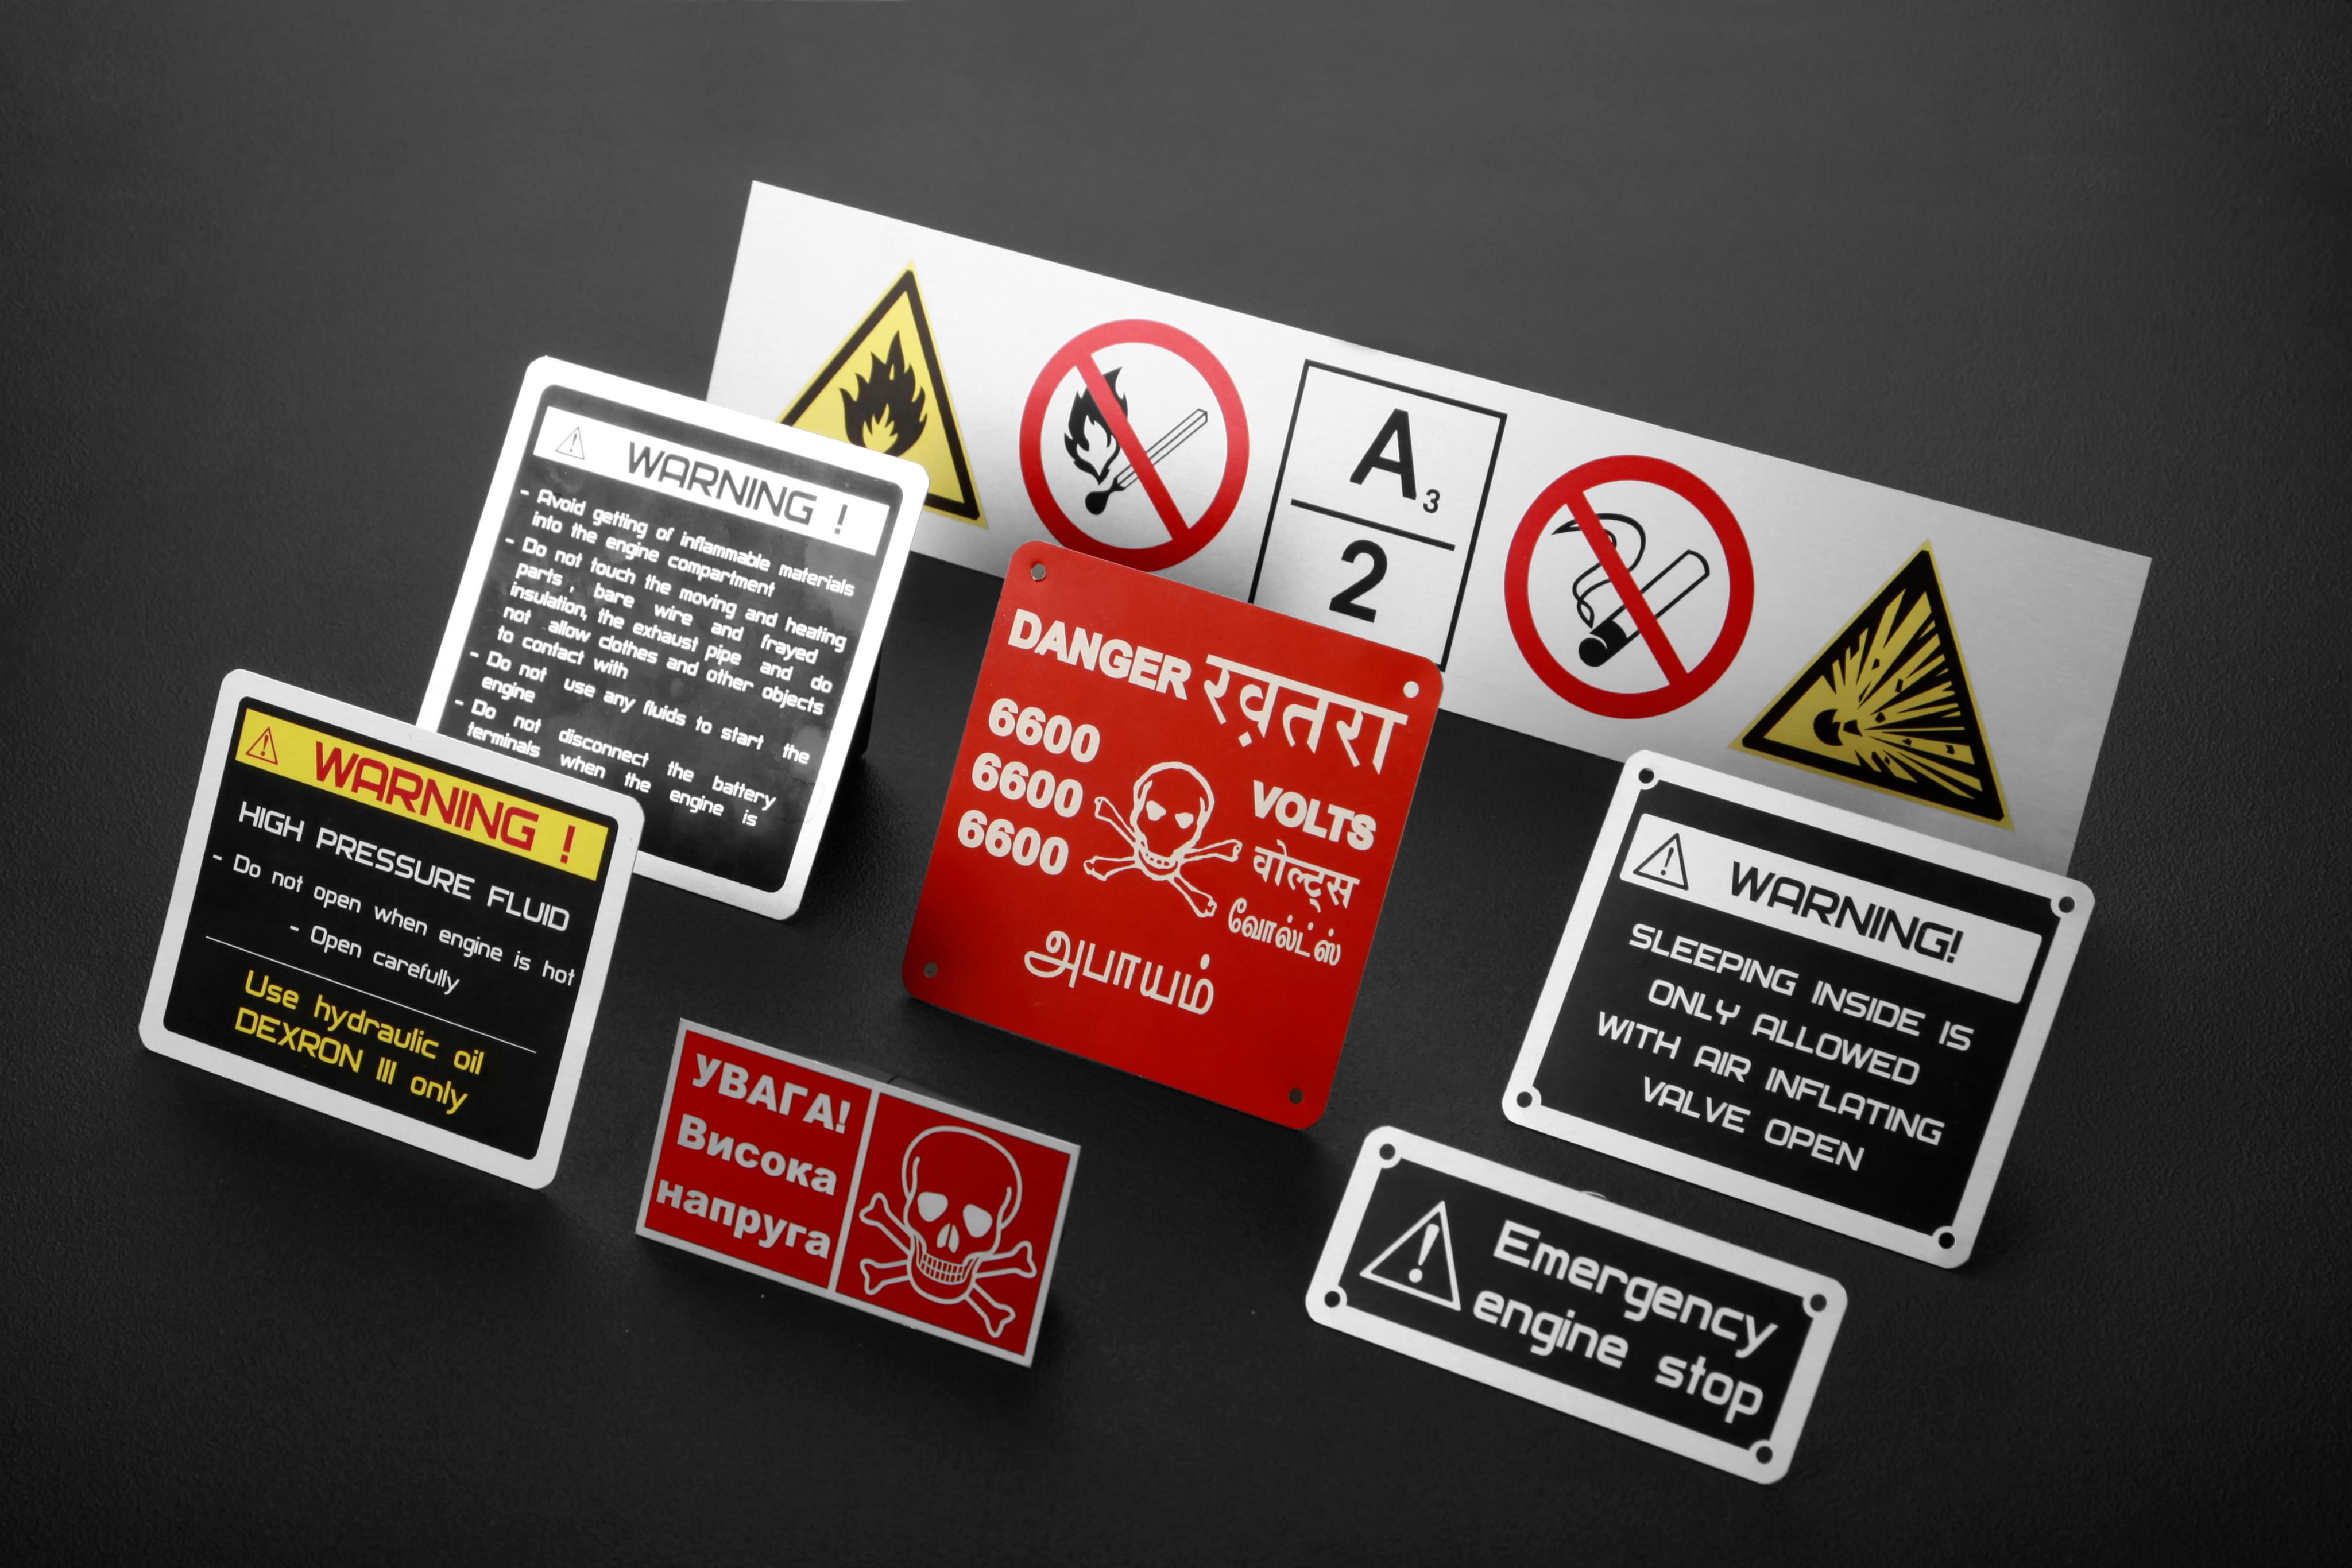 A3
2
WARNING !
- Avoid getting of inflammable materials
into the engine compartment
- Do not touch the moving and heating
parts, bare wire and frayed
insulation, the exhaust pipe and do
not allow clothes and other objects
to contact with
- Do not use any fluids to start the
engine
- Do not disconnect the battery
terminals when the engine is
WARNING !
HIGH PRESSURE FLUID
- Do not open when engine is hot
- Open carefully
Use hydraulic oil
DEXRON III only
DANGER ख़तरां
6600
6600 VOLTS
6600 वोल्ट्स
வோல்ட்ஸ்
அபாயம்
WARNING!
SLEEPING INSIDE IS
ONLY ALLOWED
WITH AIR INFLATING
VALVE OPEN
УВАГА!
Висока
напруга
Emergency
engine stop